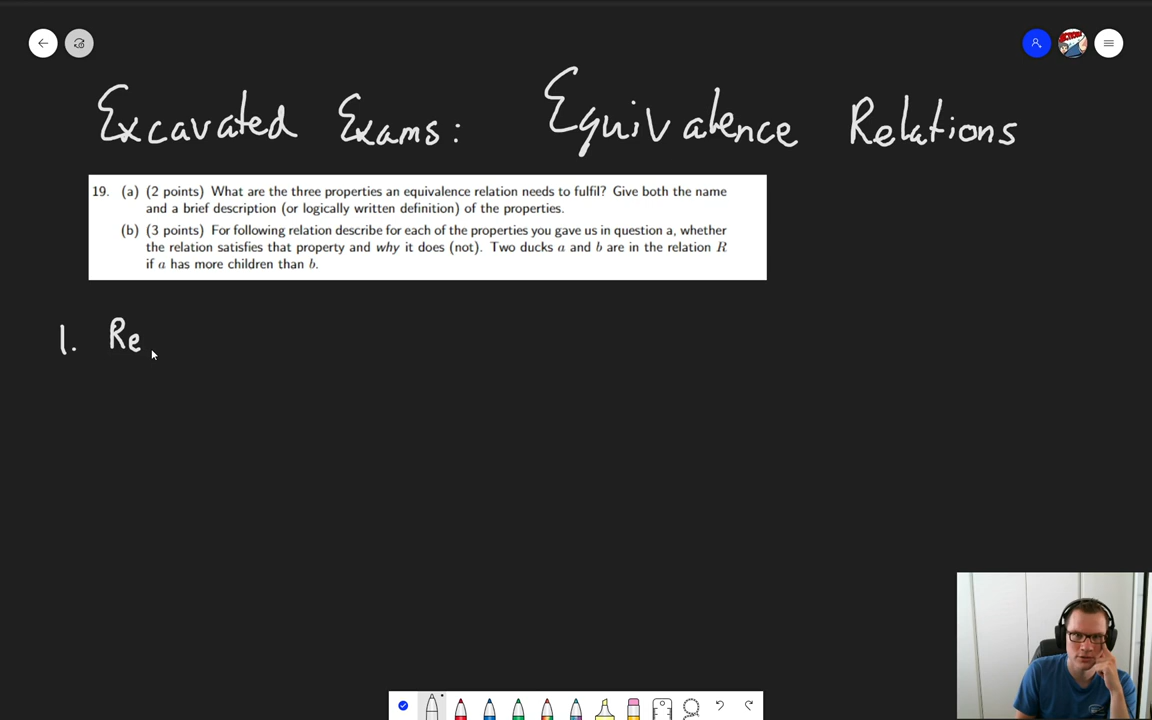 Excavated Exams: Equivalence Relations
19. (a) (2 points) What are the three properties an equivalence relation needs to fulfil? Give both the name
and a brief description (or logically written definition) of the properties.
(b) (3 points) For following relation describe for each of the properties you gave us in question a, whether
the relation satisfies that property and why it does (not). Two ducks a and b are in the relation R
if a has more children than b.
1. Re